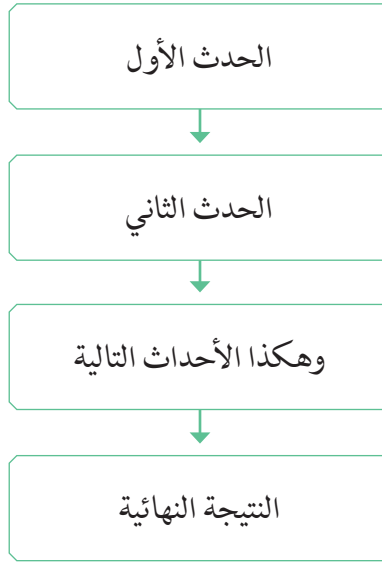 الحدث الأول
الحدث الثاني
وهكذا الأحداث التالية
النتيجة النهائية